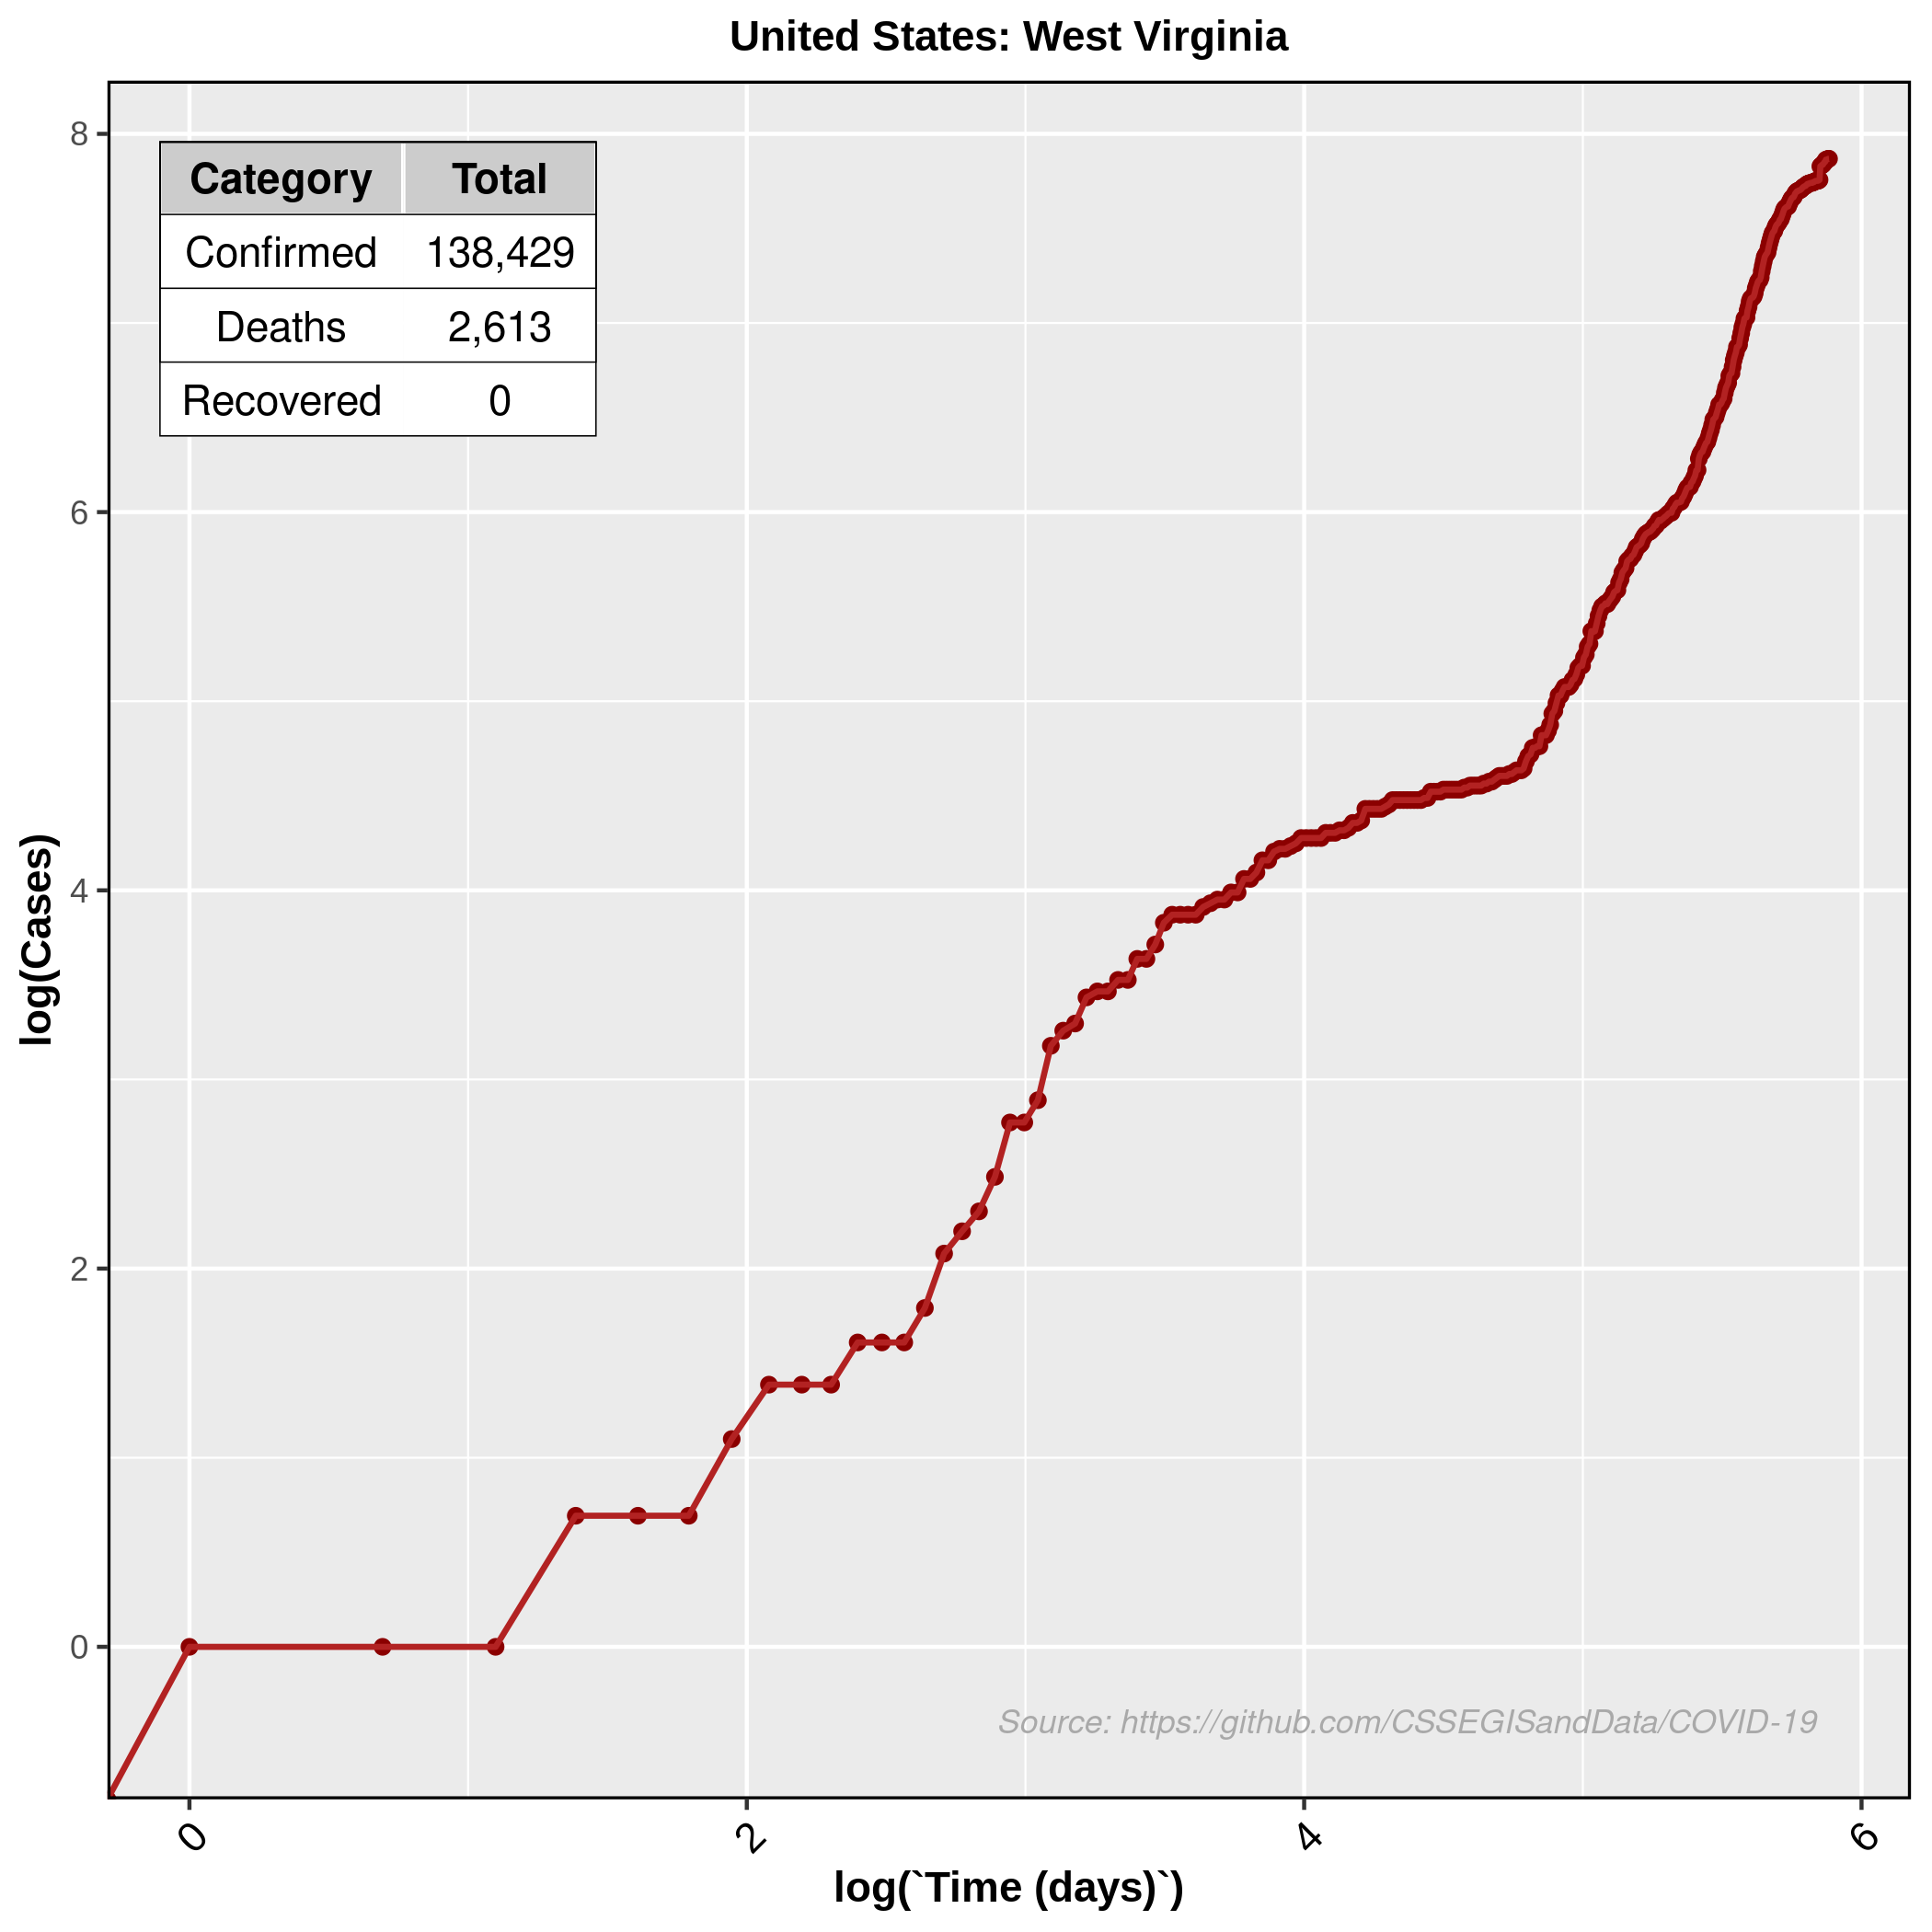 United States: West Virginia
8
Category Total
Confirmed 138,429
Deaths 2,613
Recovered 0
6
log(Cases)
4
2
0
Source: https://github.com/CSSEGISandData/COVID-19
0 2 4 6
log(`Time (days)`)